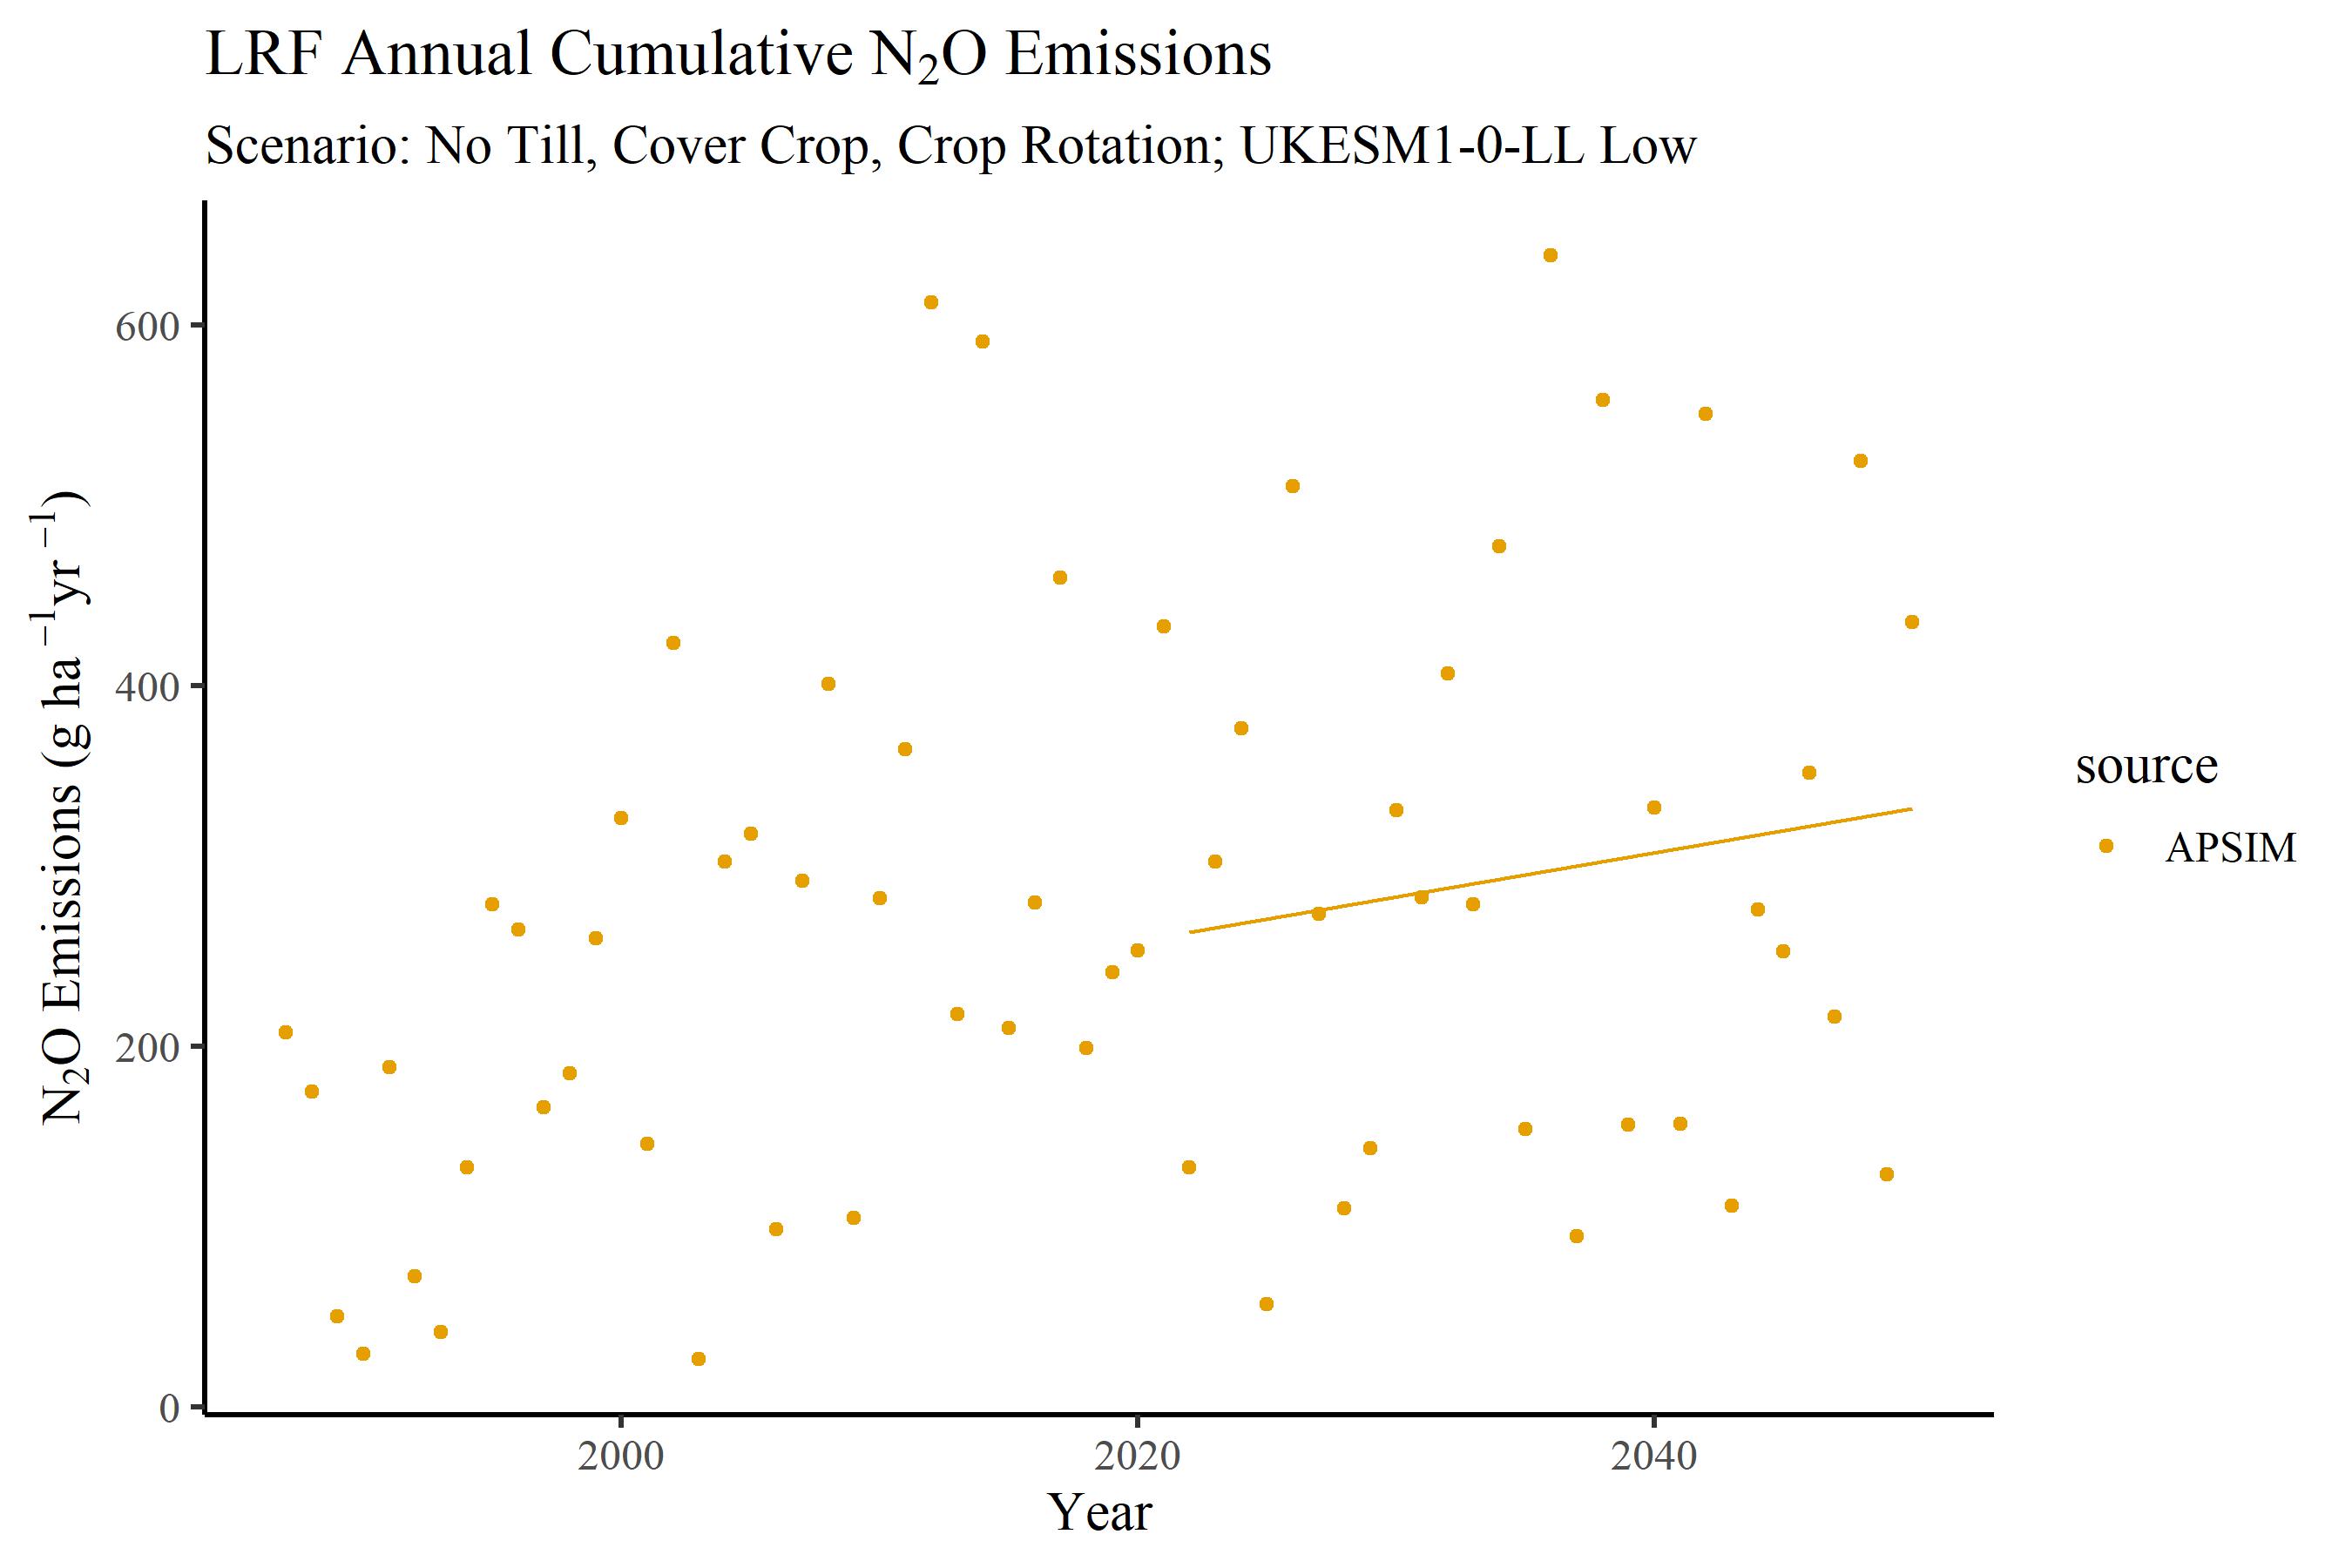 LRF Annual Cumulative N₂O Emissions
Scenario: No Till, Cover Crop, Crop Rotation; UKESM1-0-LL Low
N₂O Emissions (g ha ⁻¹yr ⁻¹)
600
400
200
0
2000 2020 2040
Year
source
APSIM